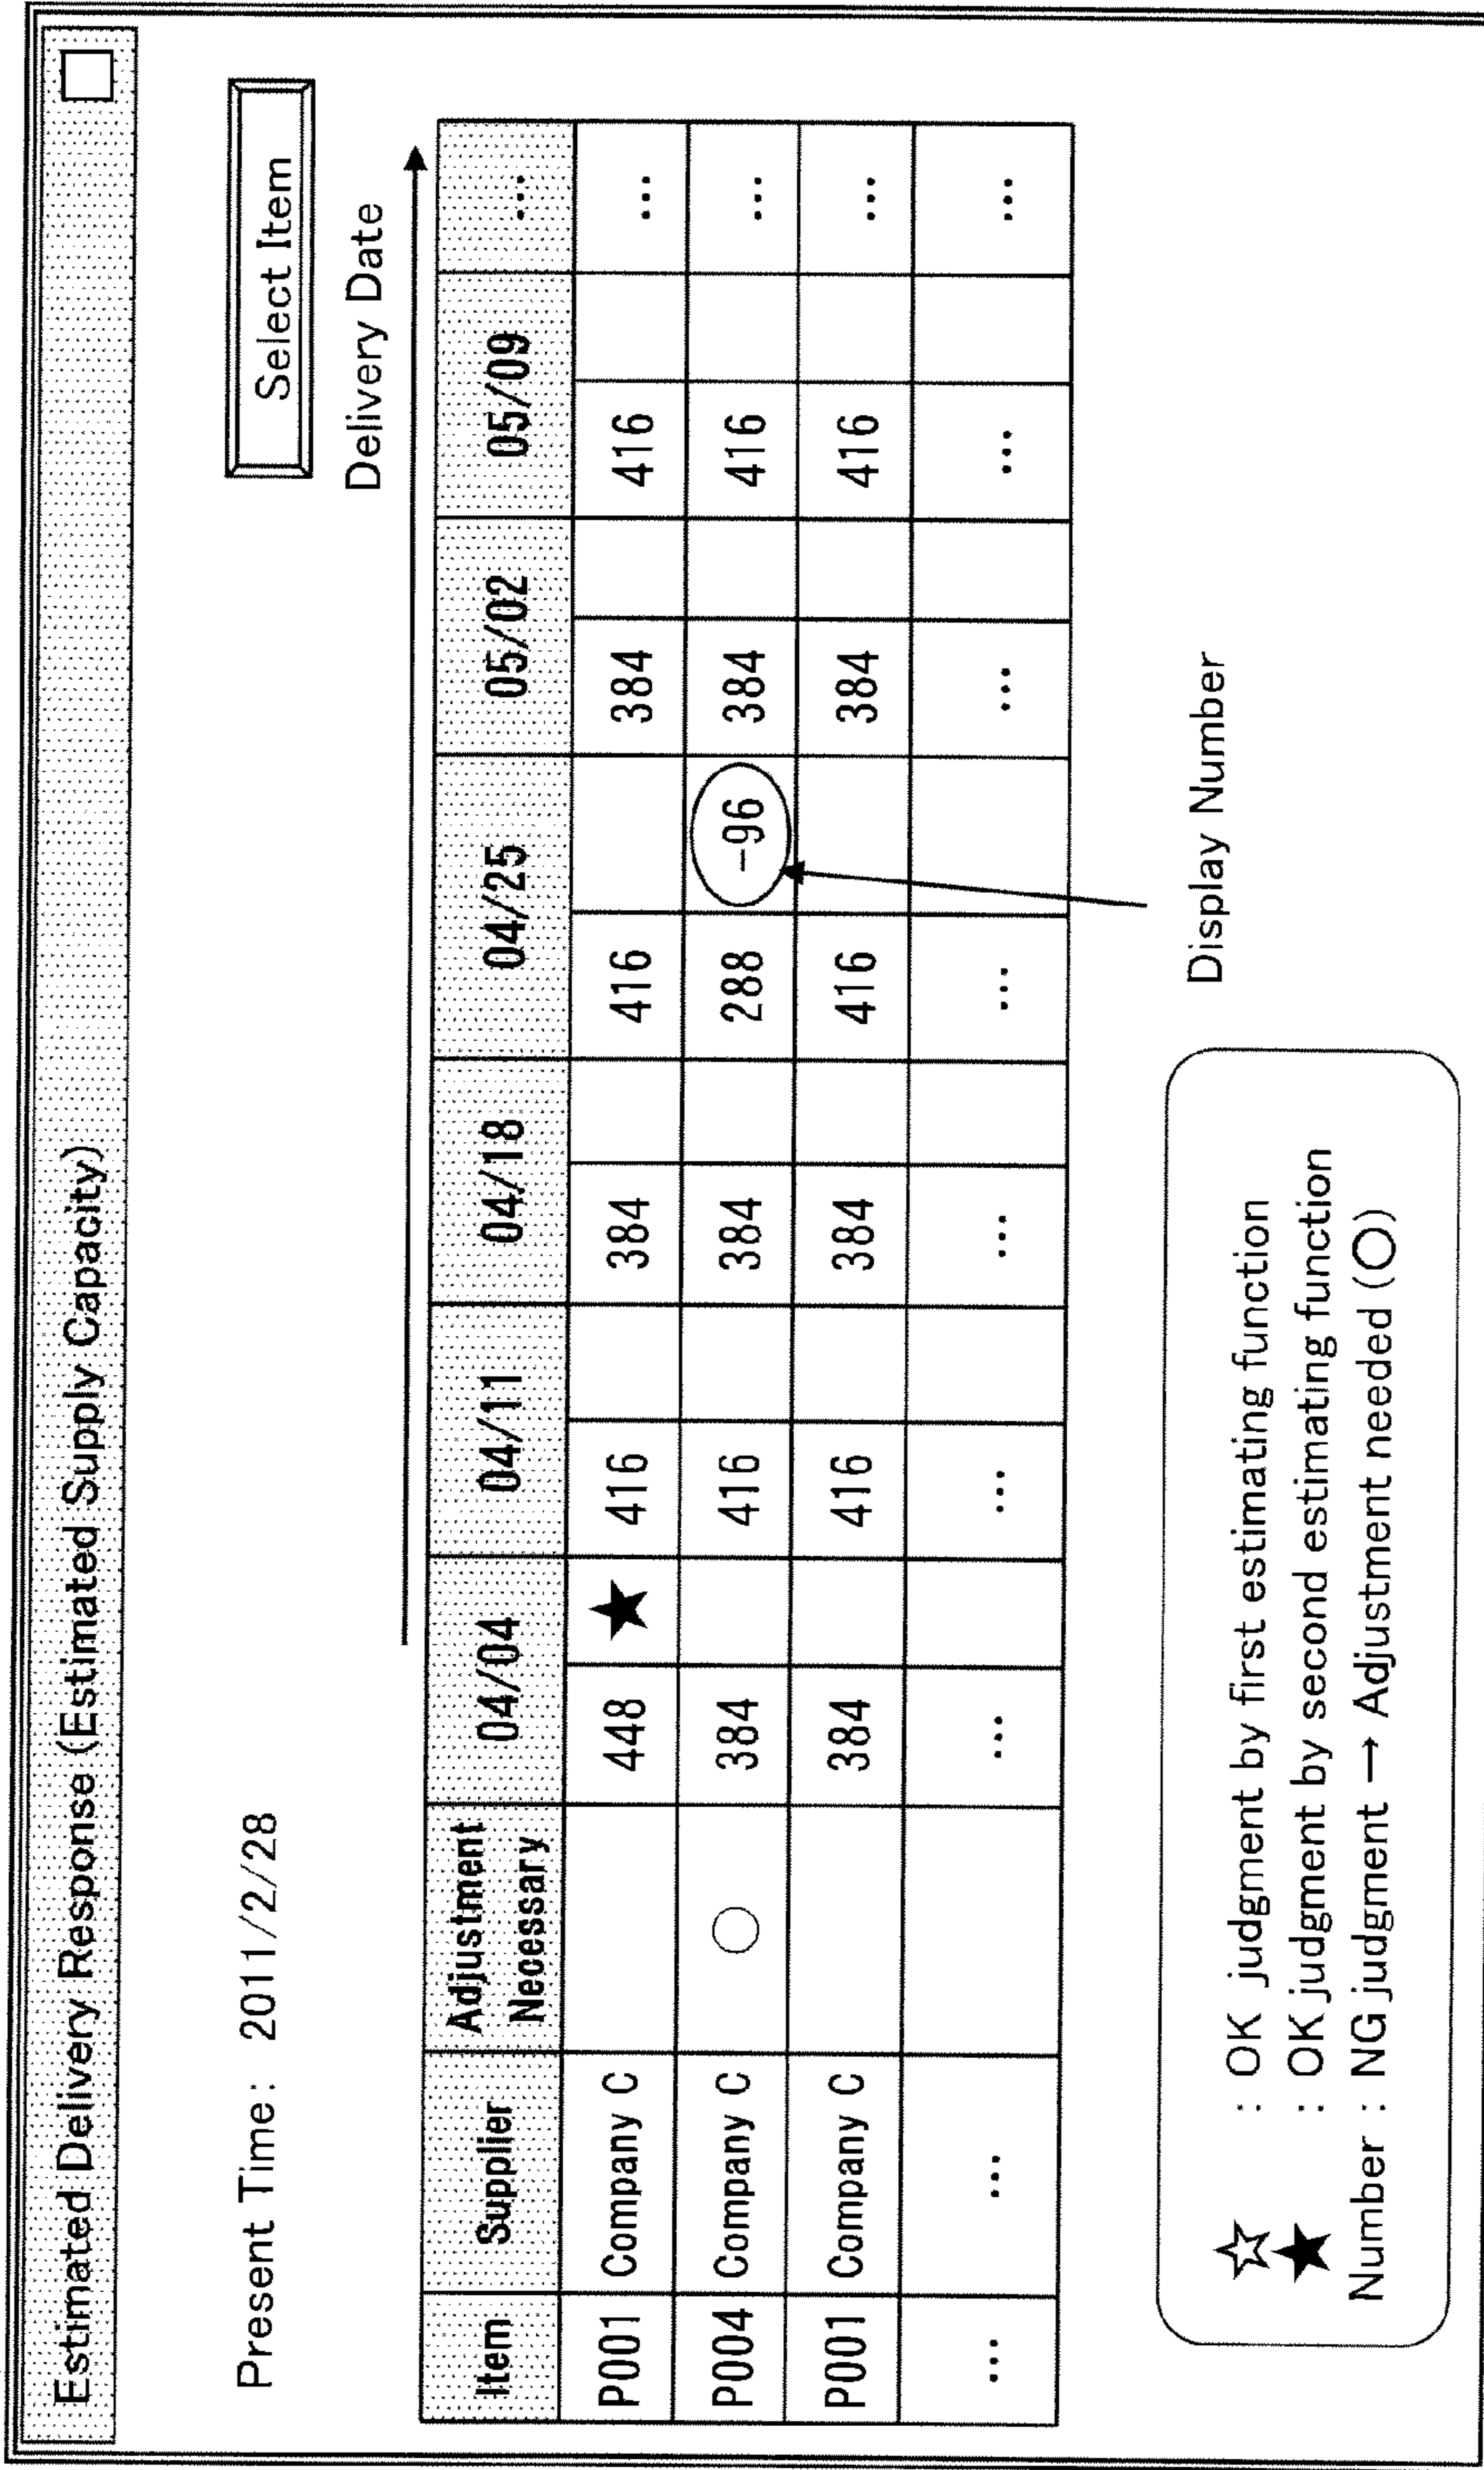 Estimated Delivery Response (Estimated Supply Capacity)
Select Item
Present Time: 2011/2/28
Delivery Date
Item Supplier Adjustment Necessary 04/04 04/11 04/18 04/25 05/02 05/09 ...
P001 Company C 448 ★ 416 384 416 384 416 ...
P004 Company C ○ 384 416 384 288 -96 384 416 ...
P001 Company C 384 416 384 416 384 416 ...
... ... ... ... ... ... ... ... ...
Display Number
☆ : OK judgment by first estimating function
★ : OK judgment by second estimating function
Number : NG judgment → Adjustment needed (○)